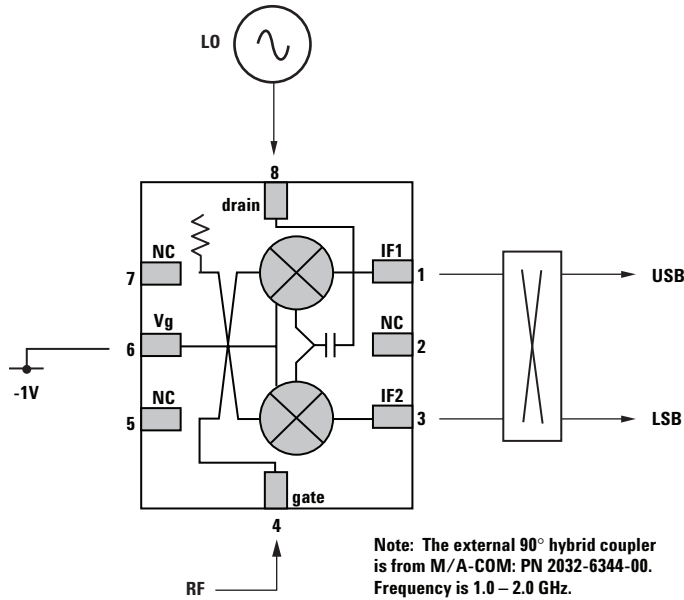 LO
8
drain
NC
7
IF1
1
USB
Vg
6
NC
2
-1V
NC
5
IF2
3
LSB
gate
4
RF
Note: The external 90° hybrid coupler
is from M/A-COM: PN 2032-6344-00.
Frequency is 1.0 – 2.0 GHz.